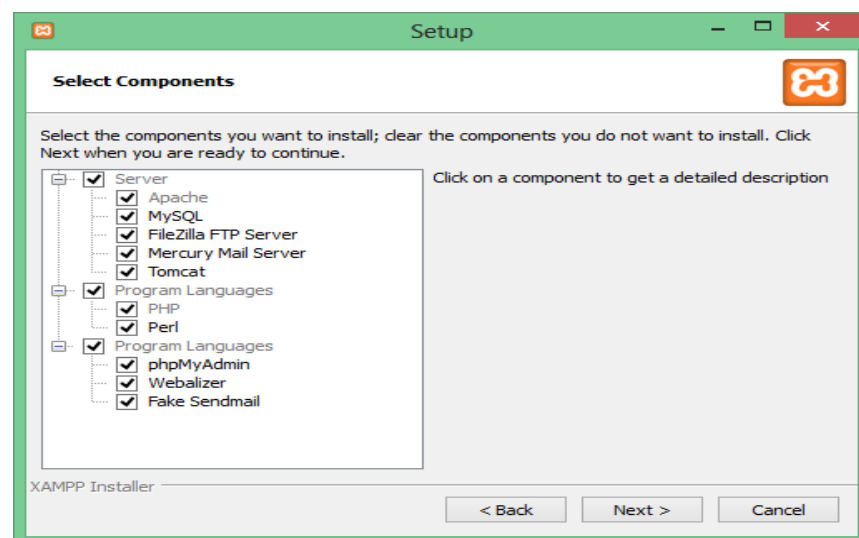 Setup
Select Components
Select the components you want to install; clear the components you do not want to install. Click
Next when you are ready to continue.
Server
Apache
MySQL
FileZilla FTP Server
Mercury Mail Server
Tomcat
Program Languages
PHP
Perl
Program Languages
phpMyAdmin
Webalizer
Fake Sendmail
Click on a component to get a detailed description
XAMPP Installer
< Back
Next >
Cancel